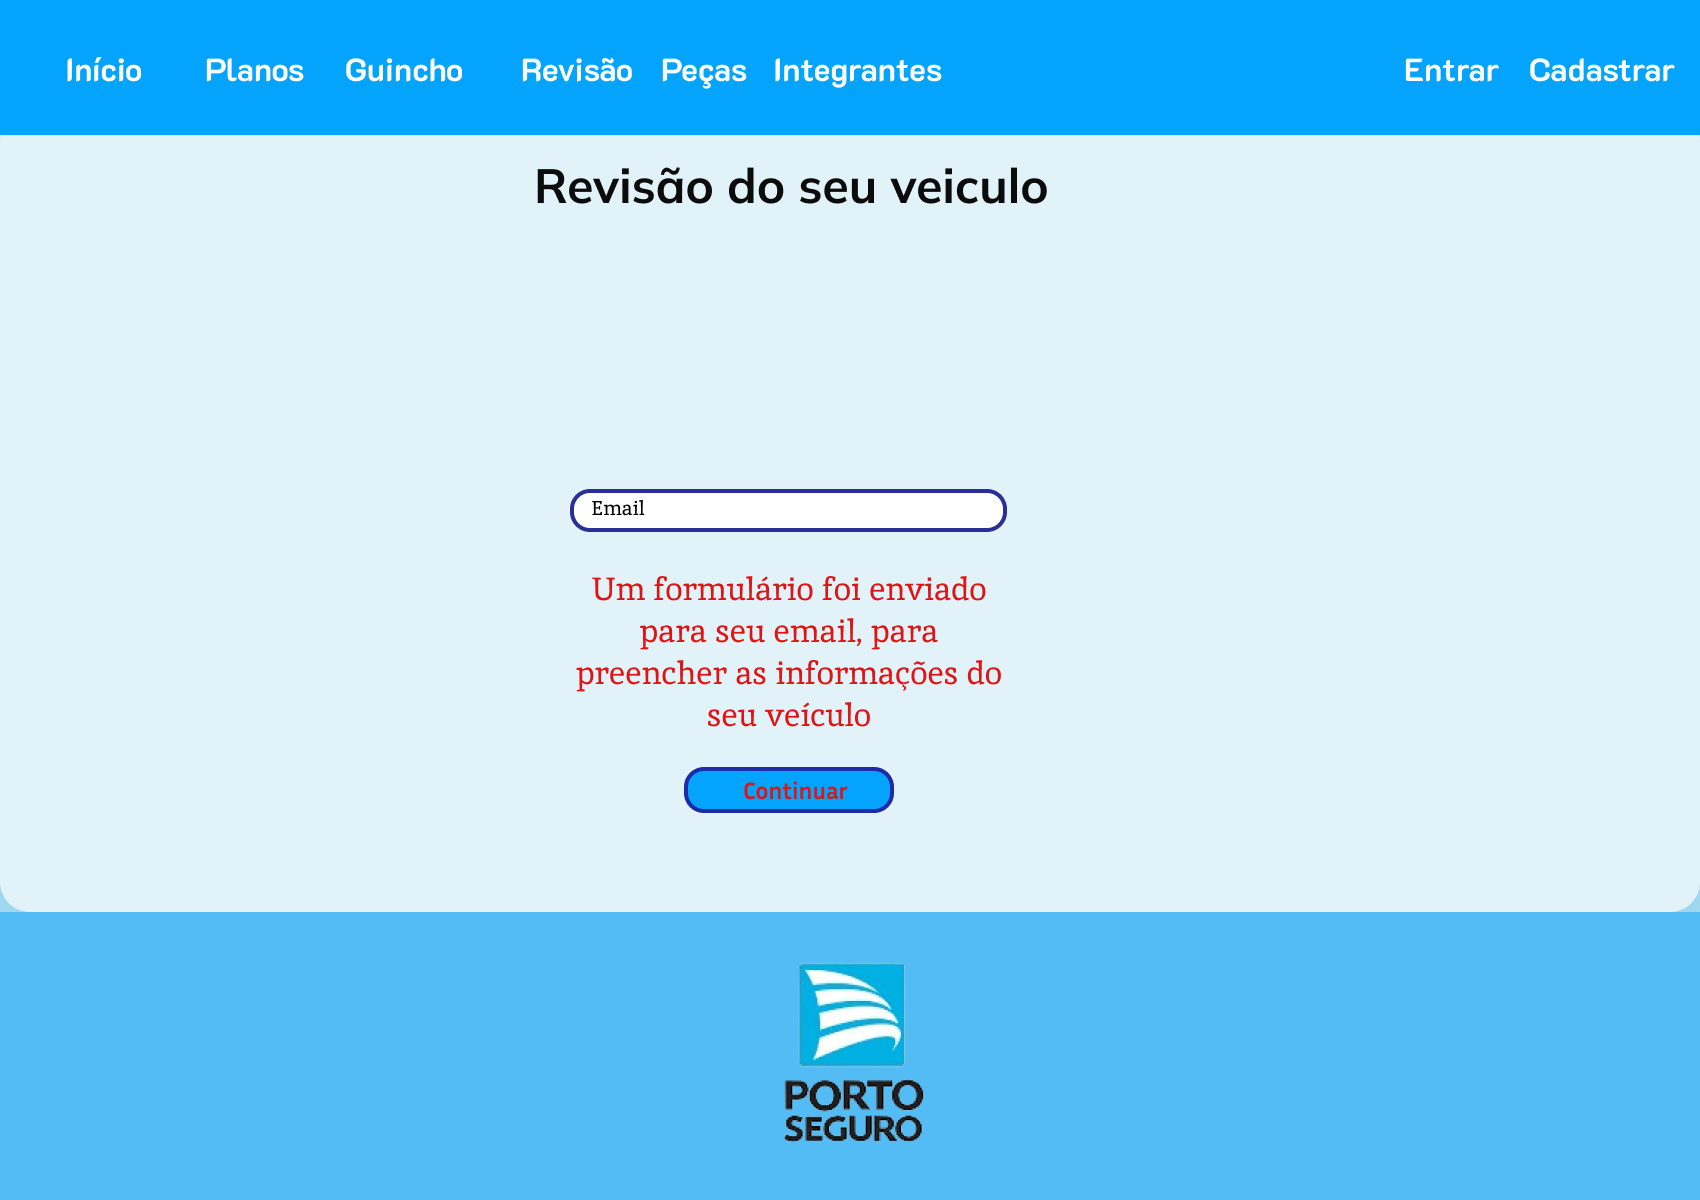 Início Planos Guincho Revisão Peças Integrantes Entrar Cadastrar
Revisão do seu veiculo
Email
Um formulário foi enviado
para seu email, para
preencher as informações do
seu veículo
Continuar
PORTO
SEGURO